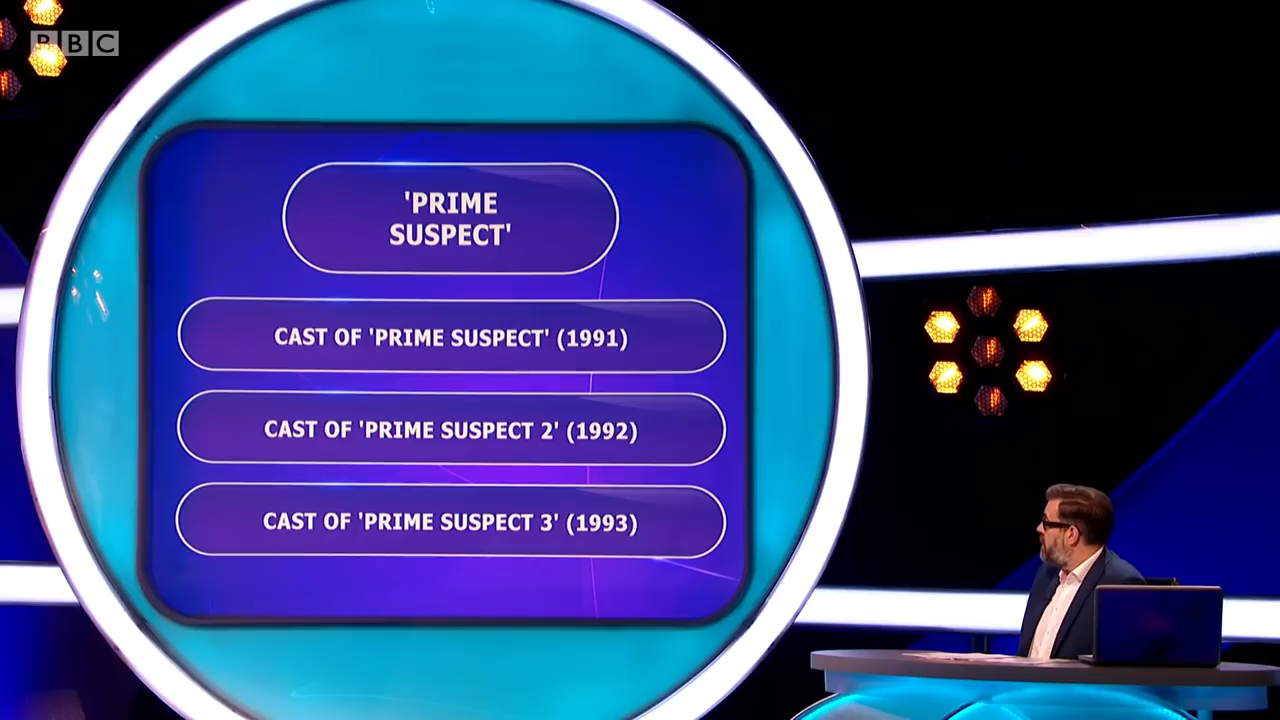 BBC
'PRIME
SUSPECT'
CAST OF 'PRIME SUSPECT' (1991)
CAST OF 'PRIME SUSPECT 2' (1992)
CAST OF 'PRIME SUSPECT 3' (1993)